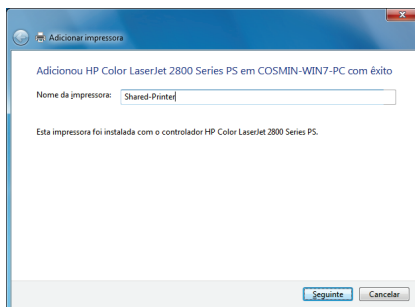 Adicionar impressora
Adicionou HP Color LaserJet 2800 Series PS em COSMIN-WIN7-PC com êxito
Nome da impressora: Shared-Printer
Esta impressora foi instalada com o controlador HP Color LaserJet 2800 Series PS.
Seguinte Cancelar